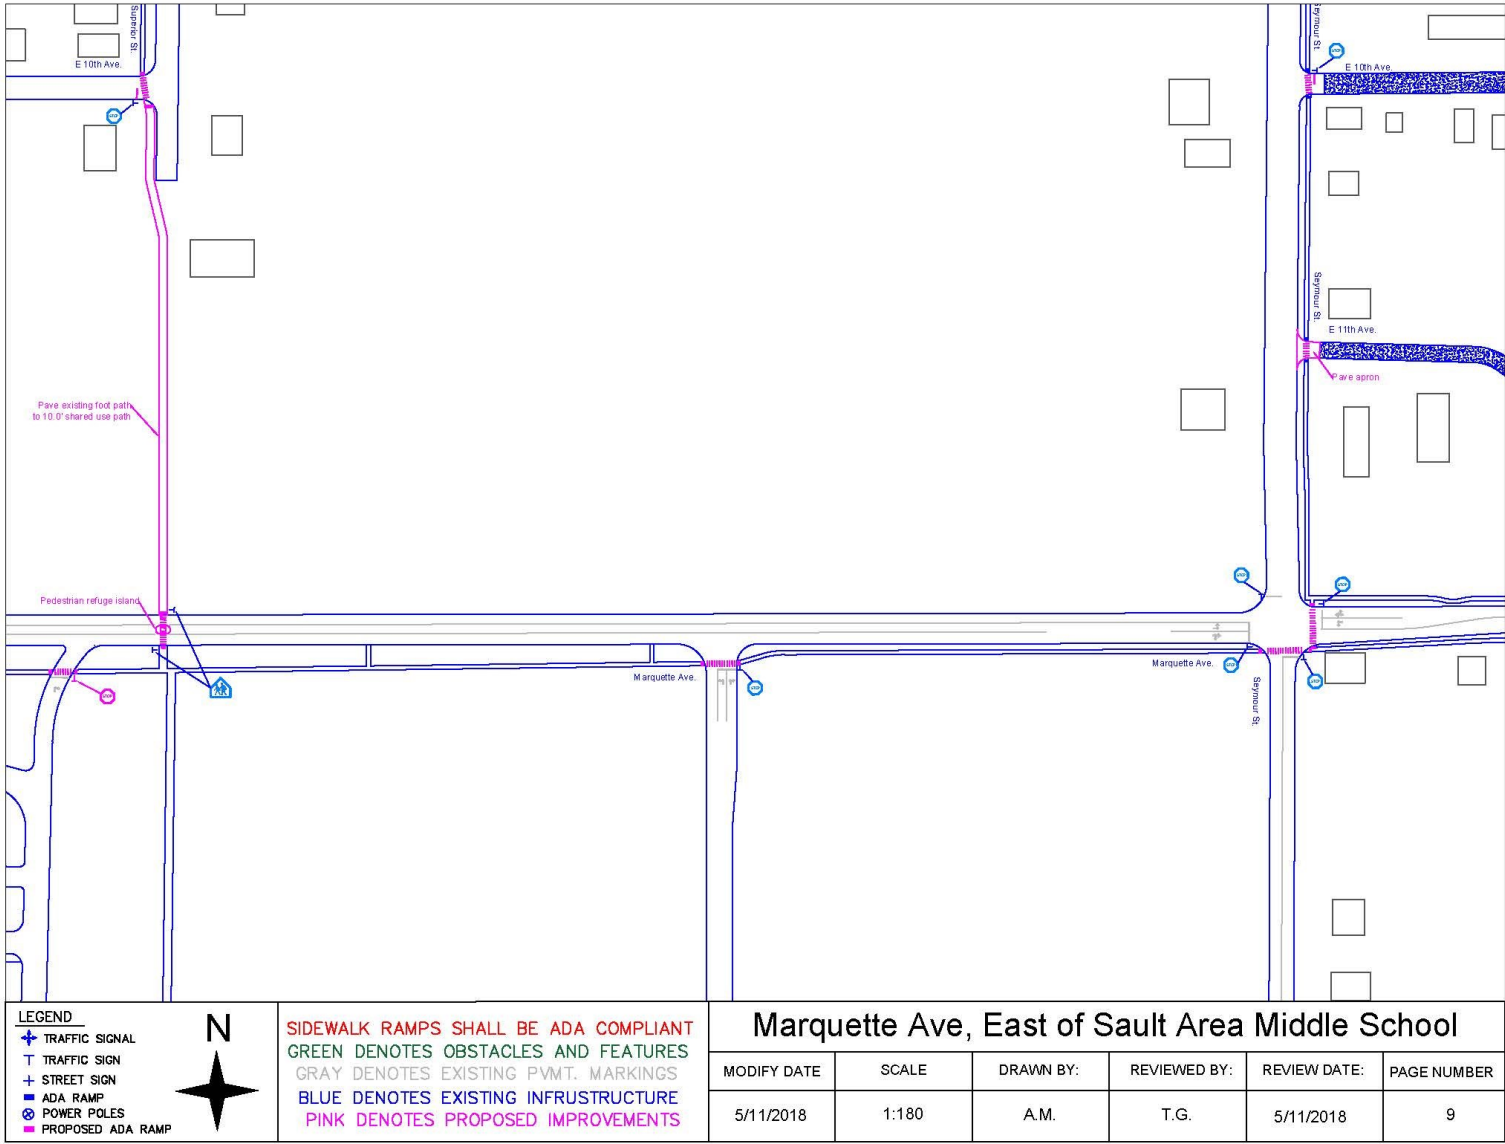 Superior St.
E 10th Ave.
Seymour St.
E 10th Ave.
Seymour St.
E 11th Ave.
Pave apron
Pave existing foot path
to 10.0' shared use path
Pedestrian refuge island
Marquette Ave.
Marquette Ave.
Seymour St.
LEGEND
TRAFFIC SIGNAL
TRAFFIC SIGN
STREET SIGN
ADA RAMP
POWER POLES
PROPOSED ADA RAMP
N
SIDEWALK RAMPS SHALL BE ADA COMPLIANT
GREEN DENOTES OBSTACLES AND FEATURES
GRAY DENOTES EXISTING PVMT. MARKINGS
BLUE DENOTES EXISTING INFRUSTRUCTURE
PINK DENOTES PROPOSED IMPROVEMENTS
Marquette Ave, East of Sault Area Middle School
MODIFY DATE SCALE DRAWN BY: REVIEWED BY: REVIEW DATE: PAGE NUMBER
5/11/2018 1:180 A.M. T.G. 5/11/2018 9